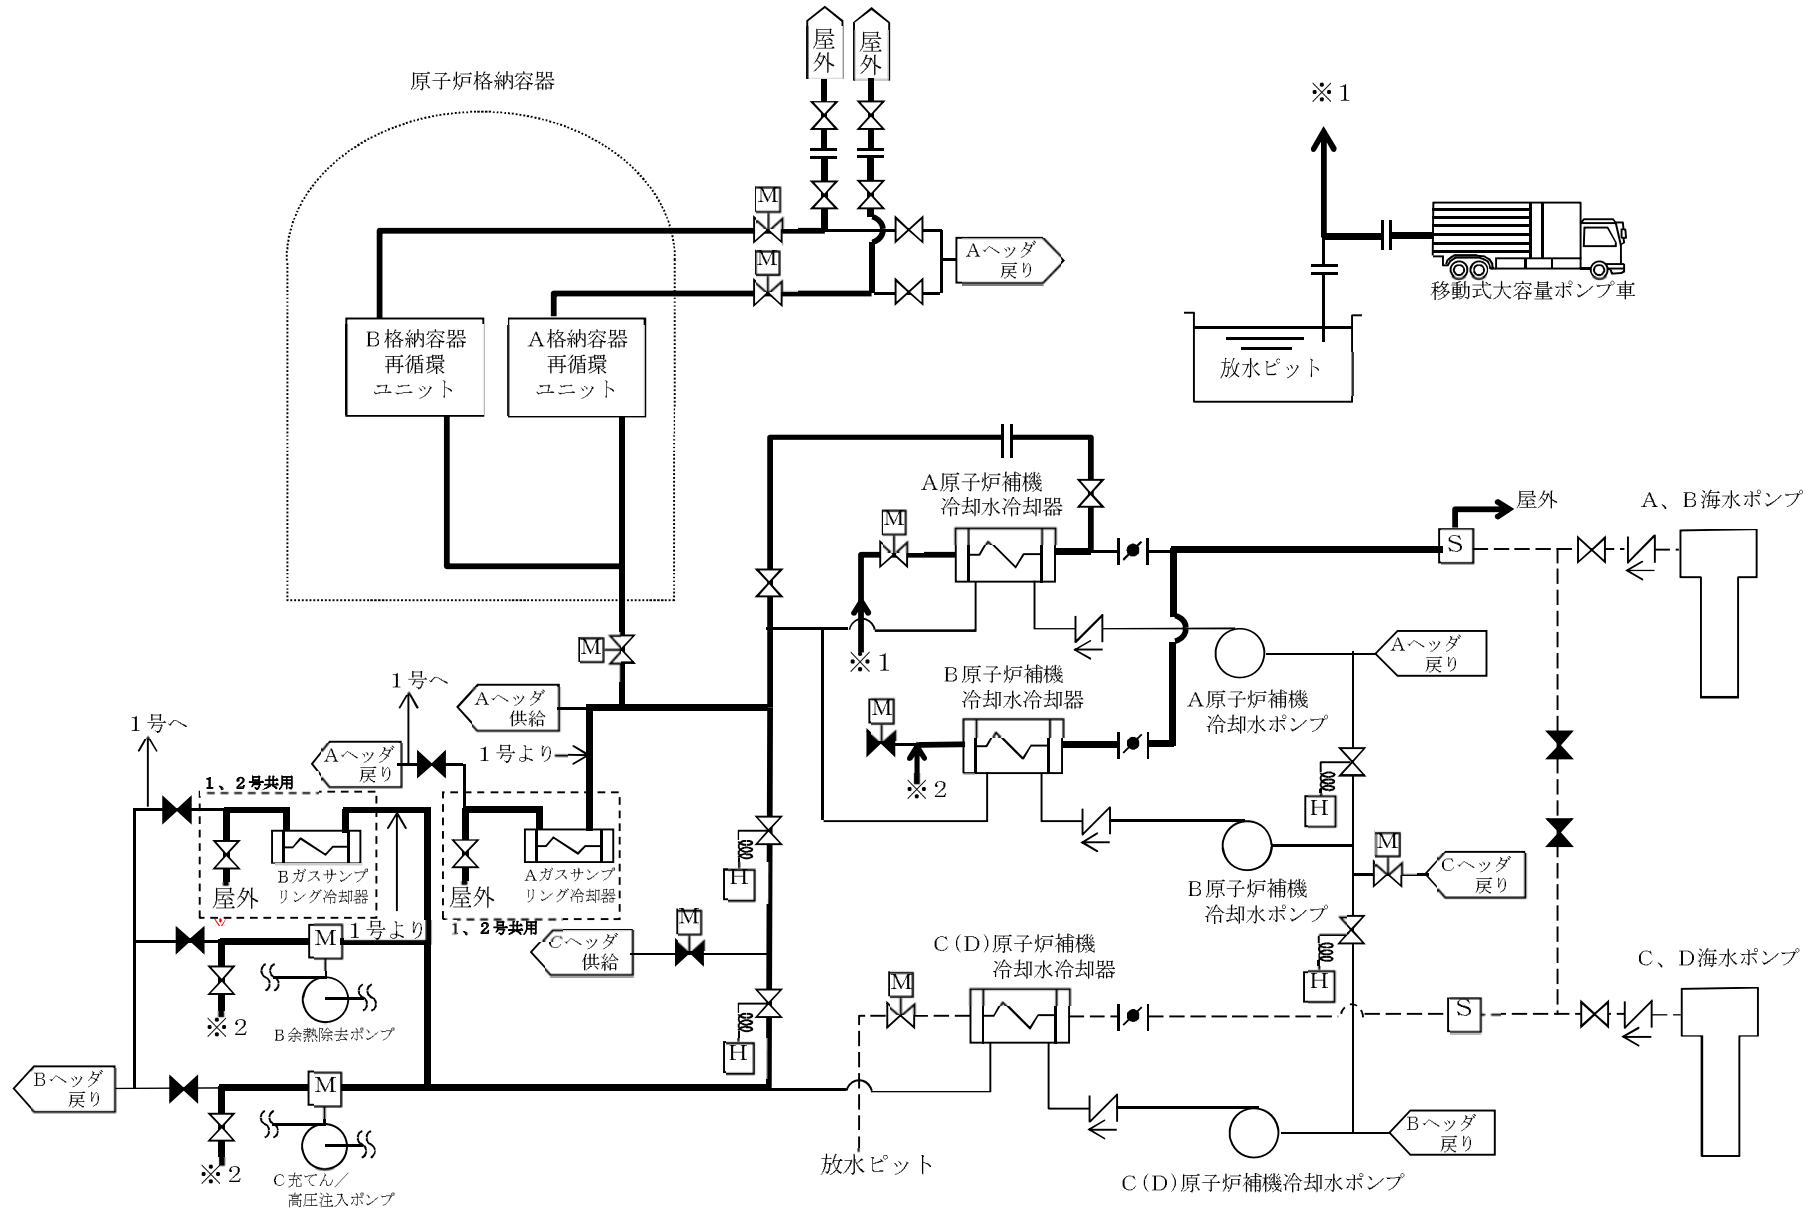 屋外
屋外
原子炉格納容器
※1
M
M
Aヘッダ
戻り
移動式大容量ポンプ車
B格納容器
再循環
ユニット
A格納容器
再循環
ユニット
放水ピット
A原子炉補機
冷却水冷却器
M
屋外
S
A、B海水ポンプ
M
※1
B原子炉補機
冷却水冷却器
M
※2
A原子炉補機
冷却水ポンプ
Aヘッダ
戻り
1号へ
Aヘッダ
供給
1号より
1号へ
Aヘッダ
戻り
1、2号共用
Bガスサンプ
リング冷却器
屋外
Aガスサンプ
リング冷却器
屋外
1、2号共用
1号より
H
H
M
Cヘッダ
戻り
B原子炉補機
冷却水ポンプ
M
Cヘッダ
供給
C(D)原子炉補機
冷却水冷却器
M
H
S
C、D海水ポンプ
M
※2
B余熱除去ポンプ
H
Bヘッダ
戻り
M
※2
C充てん／
高圧注入ポンプ
放水ピット
Bヘッダ
戻り
C(D)原子炉補機冷却水ポンプ